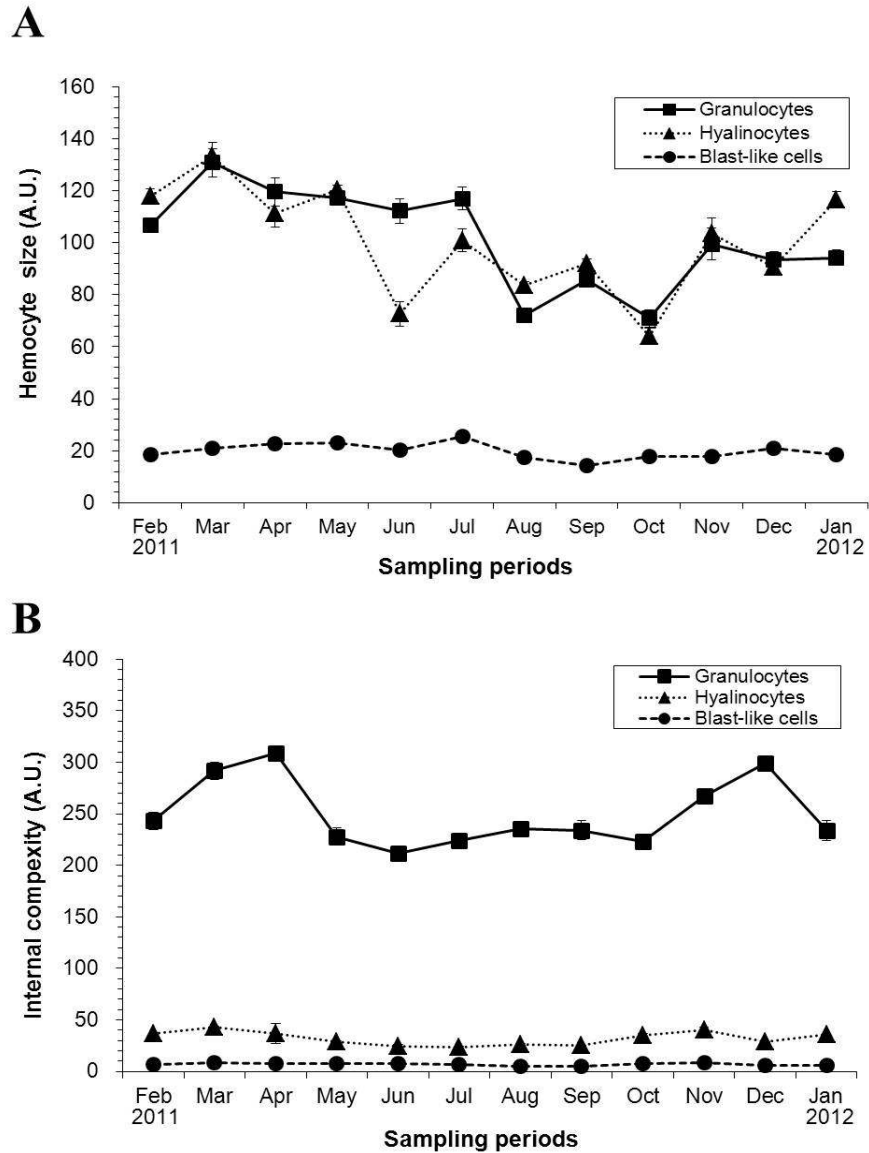 A
160
140
120
100
80
60
40
20
0
Hemocyte size (A.U.)
Granulocytes
Hyalinocytes
Blast-like cells
Feb Mar Apr May Jun Jul Aug Sep Oct Nov Dec Jan
2011 2012
Sampling periods
B
400
350
300
250
200
150
100
50
0
Internal compexity (A.U.)
Granulocytes
Hyalinocytes
Blast-like cells
Feb Mar Apr May Jun Jul Aug Sep Oct Nov Dec Jan
2011 2012
Sampling periods